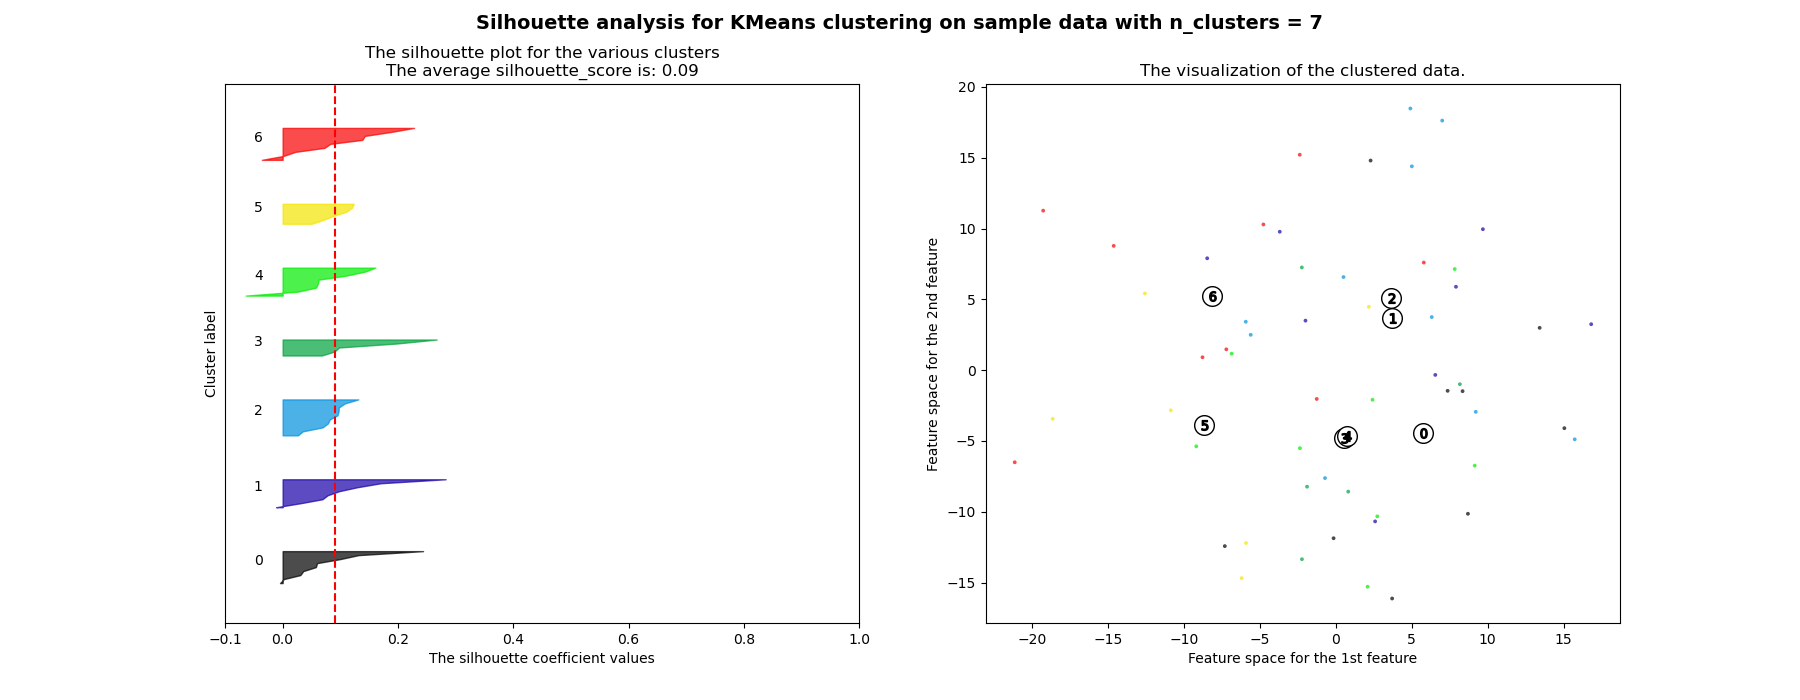 Silhouette analysis for KMeans clustering on sample data with n_clusters = 7
The silhouette plot for the various clusters
The average silhouette_score is: 0.09
6
5
4
3
2
1
0
Cluster label
−0.1 0.0 0.2 0.4 0.6 0.8 1.0
The silhouette coefficient values
The visualization of the clustered data.
20
15
10
5
0
−5
−10
−15
Feature space for the 2nd feature
6
2
1
5
3
4
0
−20 −15 −10 −5 0 5 10 15
Feature space for the 1st feature